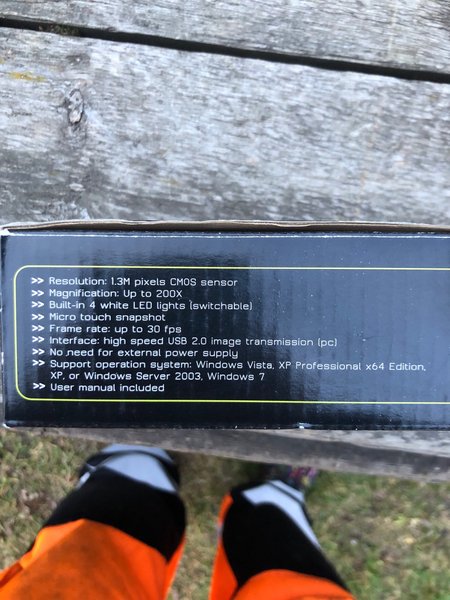 >> Resolution: 1.3M pixels CMOS sensor
>> Magnification: Up to 200X
>> Built-in 4 white LED lights (switchable)
>> Micro touch snapshot
>> Frame rate: up to 30 fps
>> Interface: high speed USB 2.0 image transmission (pc)
>> No need for external power supply
>> Support operation system: Windows Vista, XP Professional x64 Edition,
XP, or Windows Server 2003, Windows 7
>> User manual included